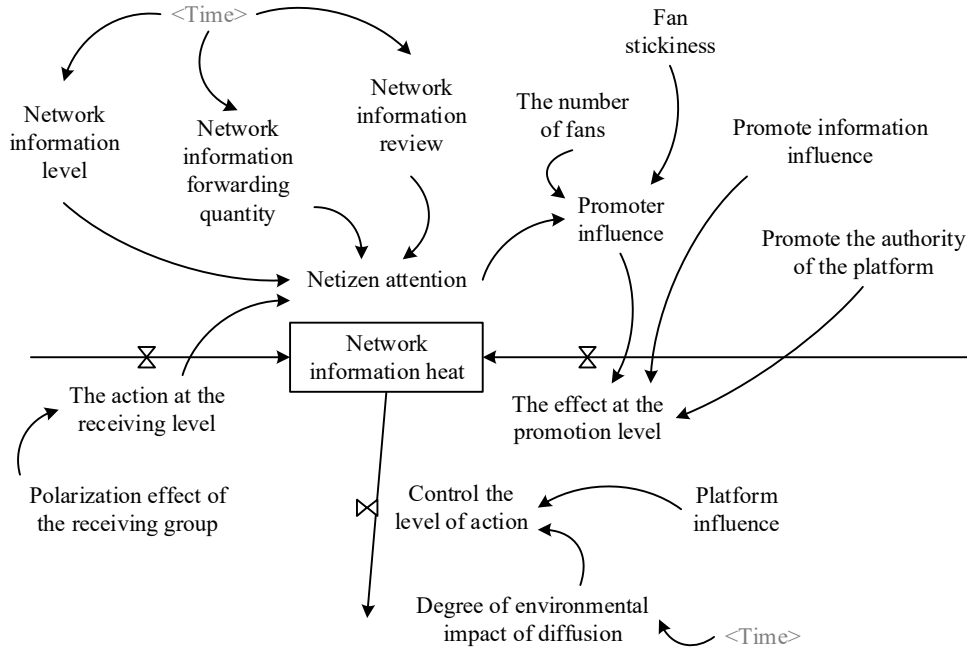 <Time>
Fan
stickiness
Network
information
level
Network
information
forwarding
quantity
Network
information
review
The number
of fans
Promote information
influence
Promoter
influence
Promote the authority
of the platform
Netizen attention
Network
information heat
The action at the
receiving level
The effect at the
promotion level
Polarization effect of
the receiving group
Control the
level of action
Platform
influence
Degree of environmental
impact of diffusion
<Time>